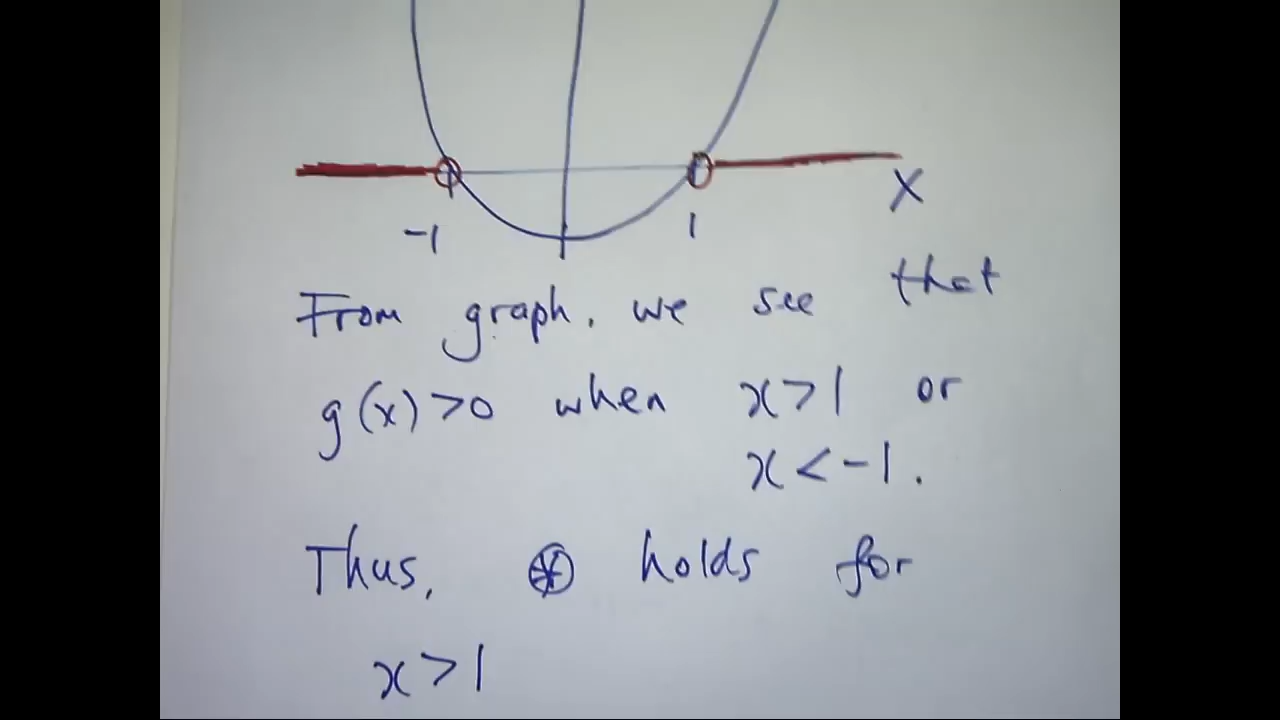 -1 1 X
From graph, we see that
g(x)>0 when x>1 or
x<-1.
Thus, ⊛ holds for
x>1